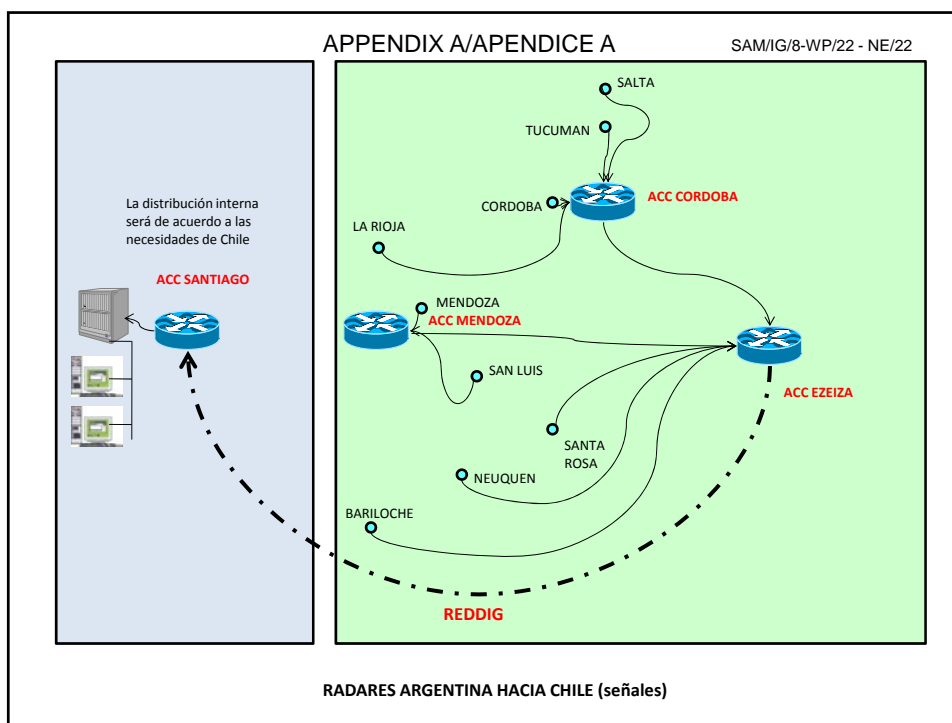 APPENDIX A/APENDICE A
SAM/IG/8-WP/22 - NE/22
SALTA
TUCUMAN
La distribución interna
será de acuerdo a las
necesidades de Chile
CORDOBA
ACC CORDOBA
LA RIOJA
ACC SANTIAGO
MENDOZA
ACC MENDOZA
SAN LUIS
ACC EZEIZA
SANTA
ROSA
NEUQUEN
BARILOCHE
REDDIG
RADARES ARGENTINA HACIA CHILE (señales)